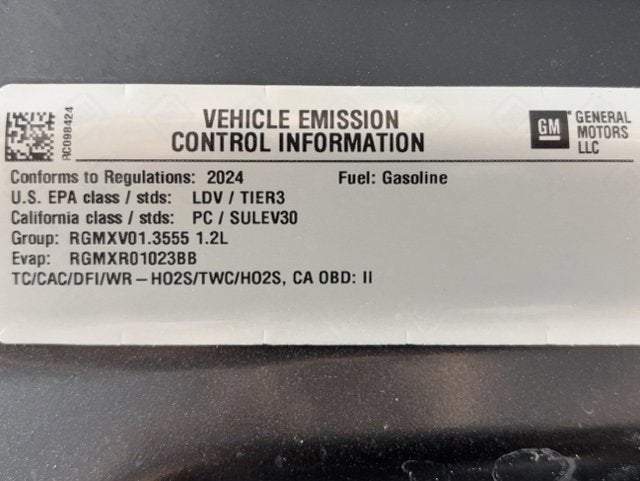 RC098424
VEHICLE EMISSION
CONTROL INFORMATION
GM
GENERAL
MOTORS
LLC
Conforms to Regulations: 2024 Fuel: Gasoline
U.S. EPA class / stds: LDV / TIER3
California class / stds: PC / SULEV30
Group: RGMXV01.3555 1.2L
Evap: RGMXR01023BB
TC/CAC/DFI/WR – HO2S/TWC/HO2S, CA OBD: II